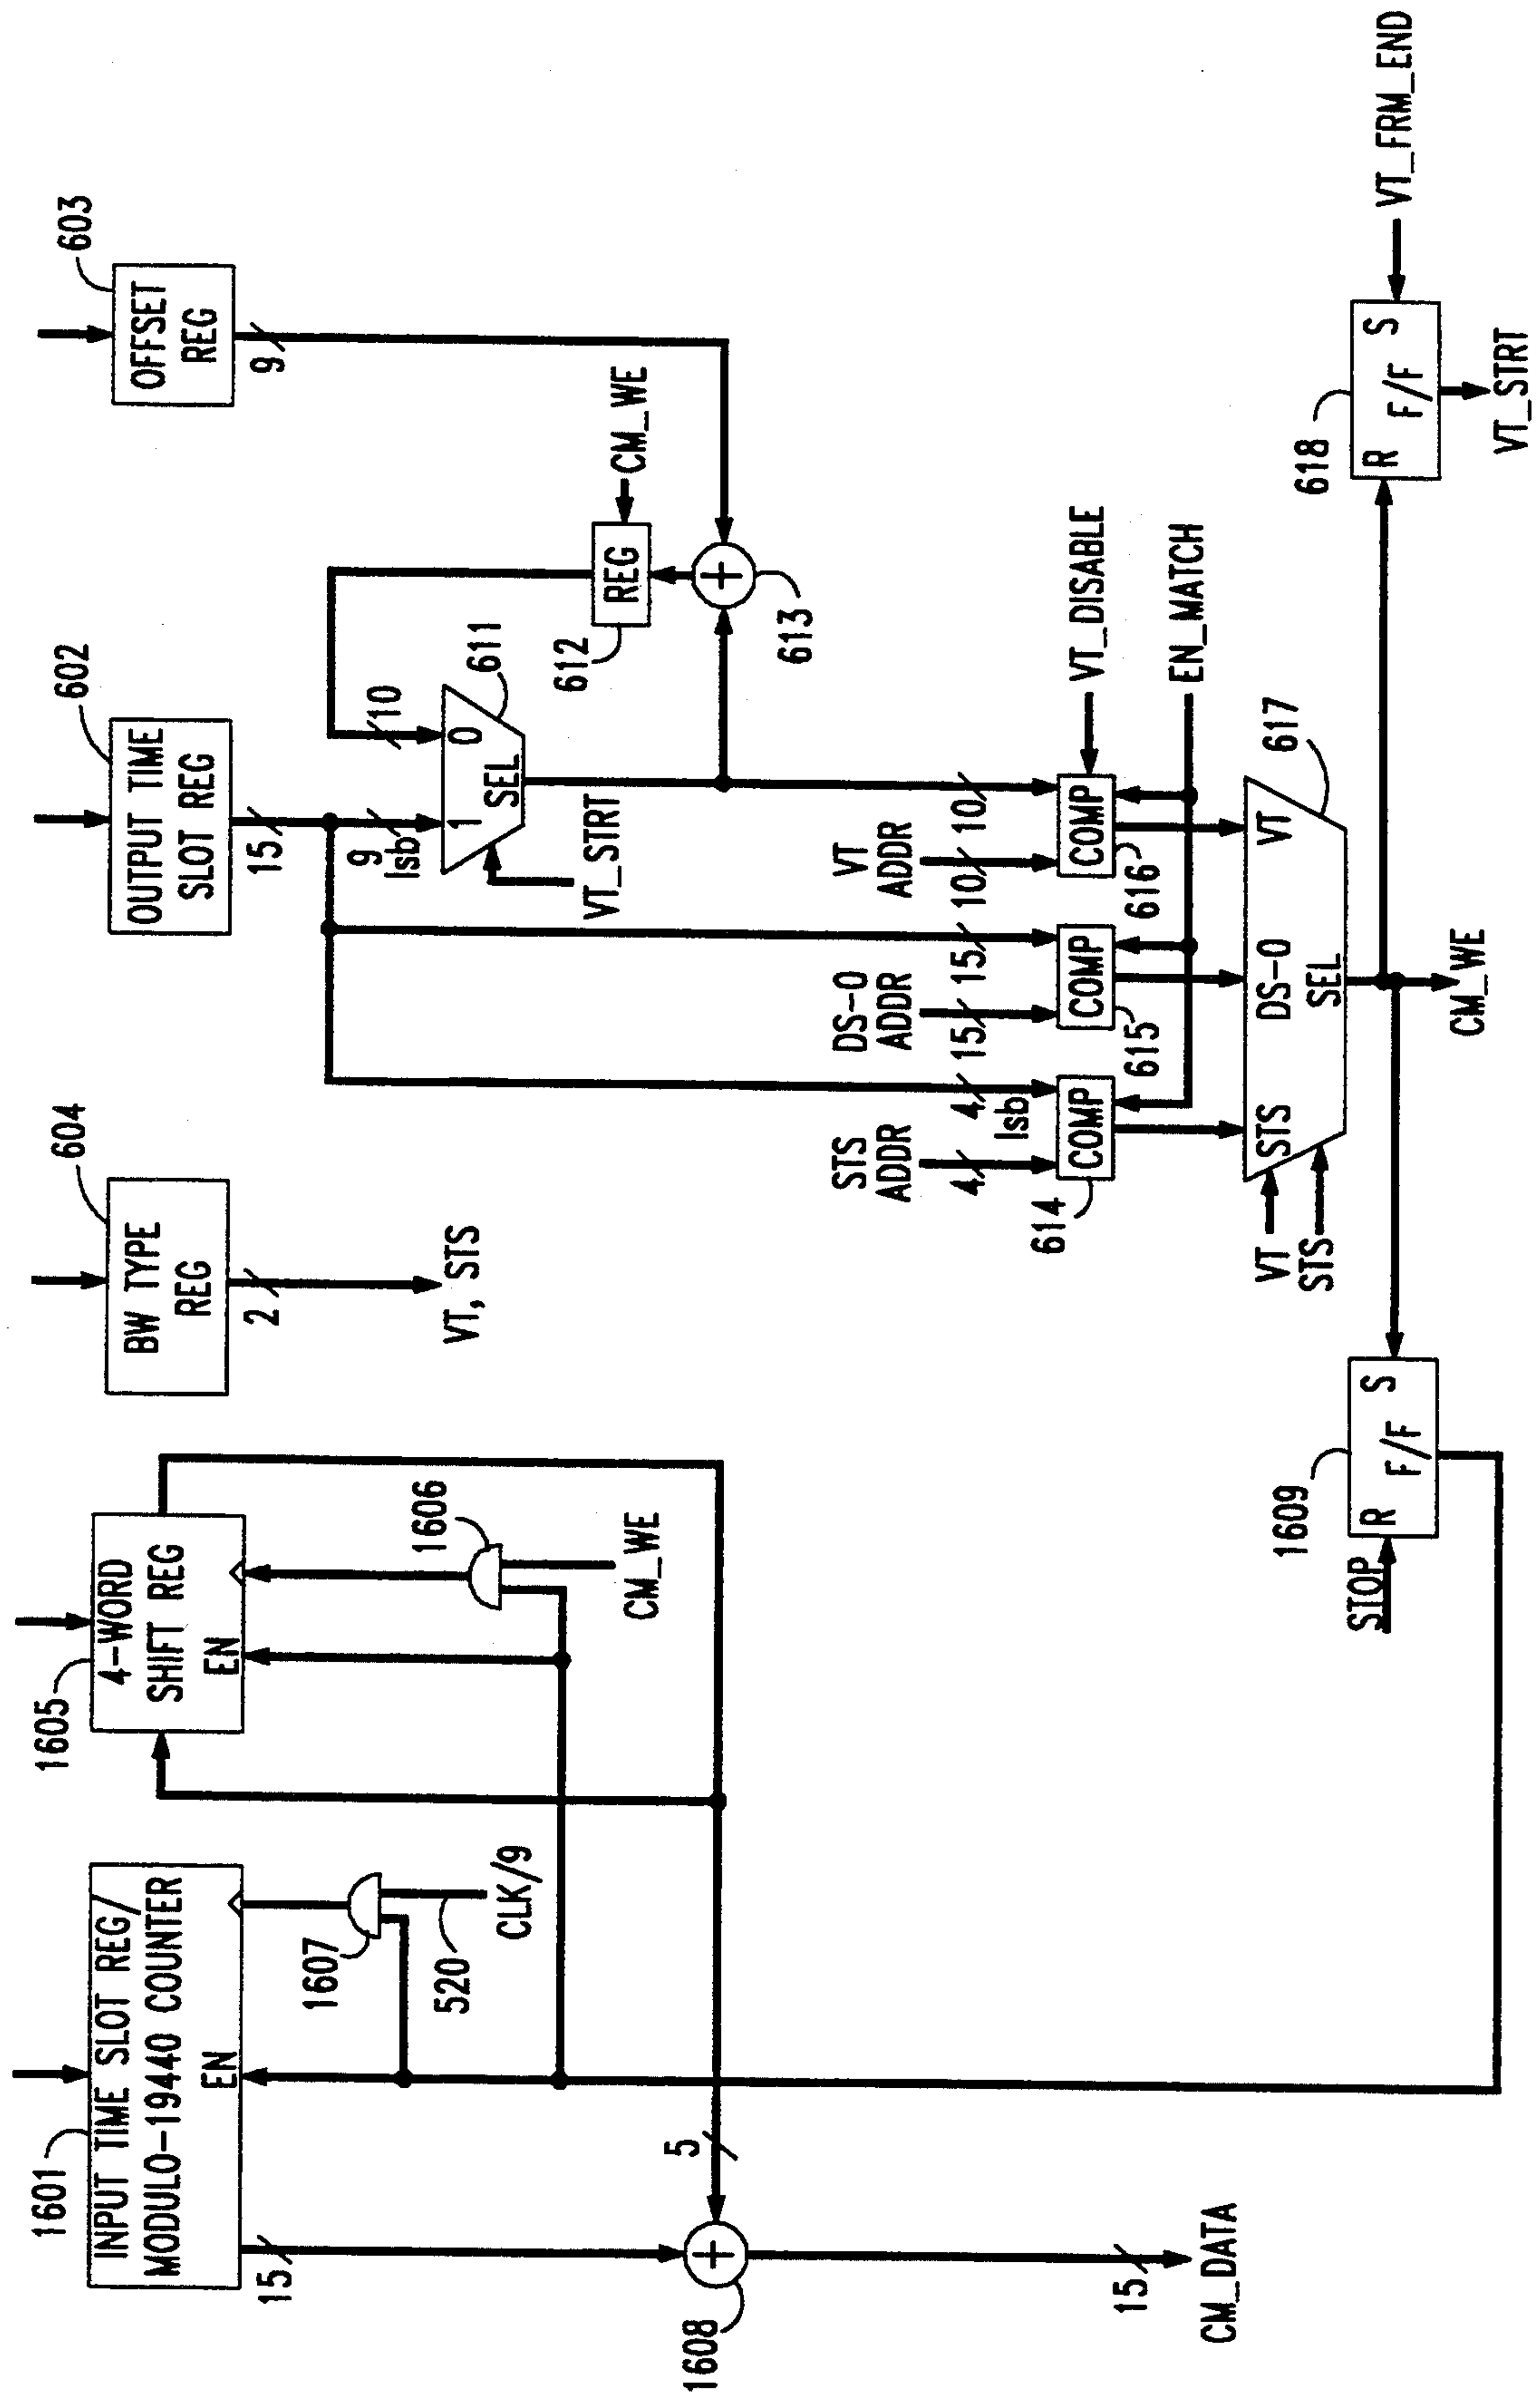 1601
INPUT TIME SLOT REG/
MODULO-19440 COUNTER
EN
15
1607
520
CLK/9
1605
4-WORD
SHIFT REG
EN
1606
CM_WE
5
1608
15
CM_DATA
604
BW TYPE
REG
2
VT, STS
602
OUTPUT TIME
SLOT REG
15
9
lsb
10
1
0
SEL
611
VT_STRT
603
OFFSET
REG
9
612
REG
CM_WE
613
STS
ADDR
4
4
lsb
COMP
614
DS-0
ADDR
15
15
COMP
615
VT
ADDR
10
10
COMP
616
VT_DISABLE
EN_MATCH
VT
STS
STS
DS-0
VT
SEL
617
CM_WE
1609
STOP
R
S
F/F
618
R
S
F/F
VT_FRM_END
VT_STRT